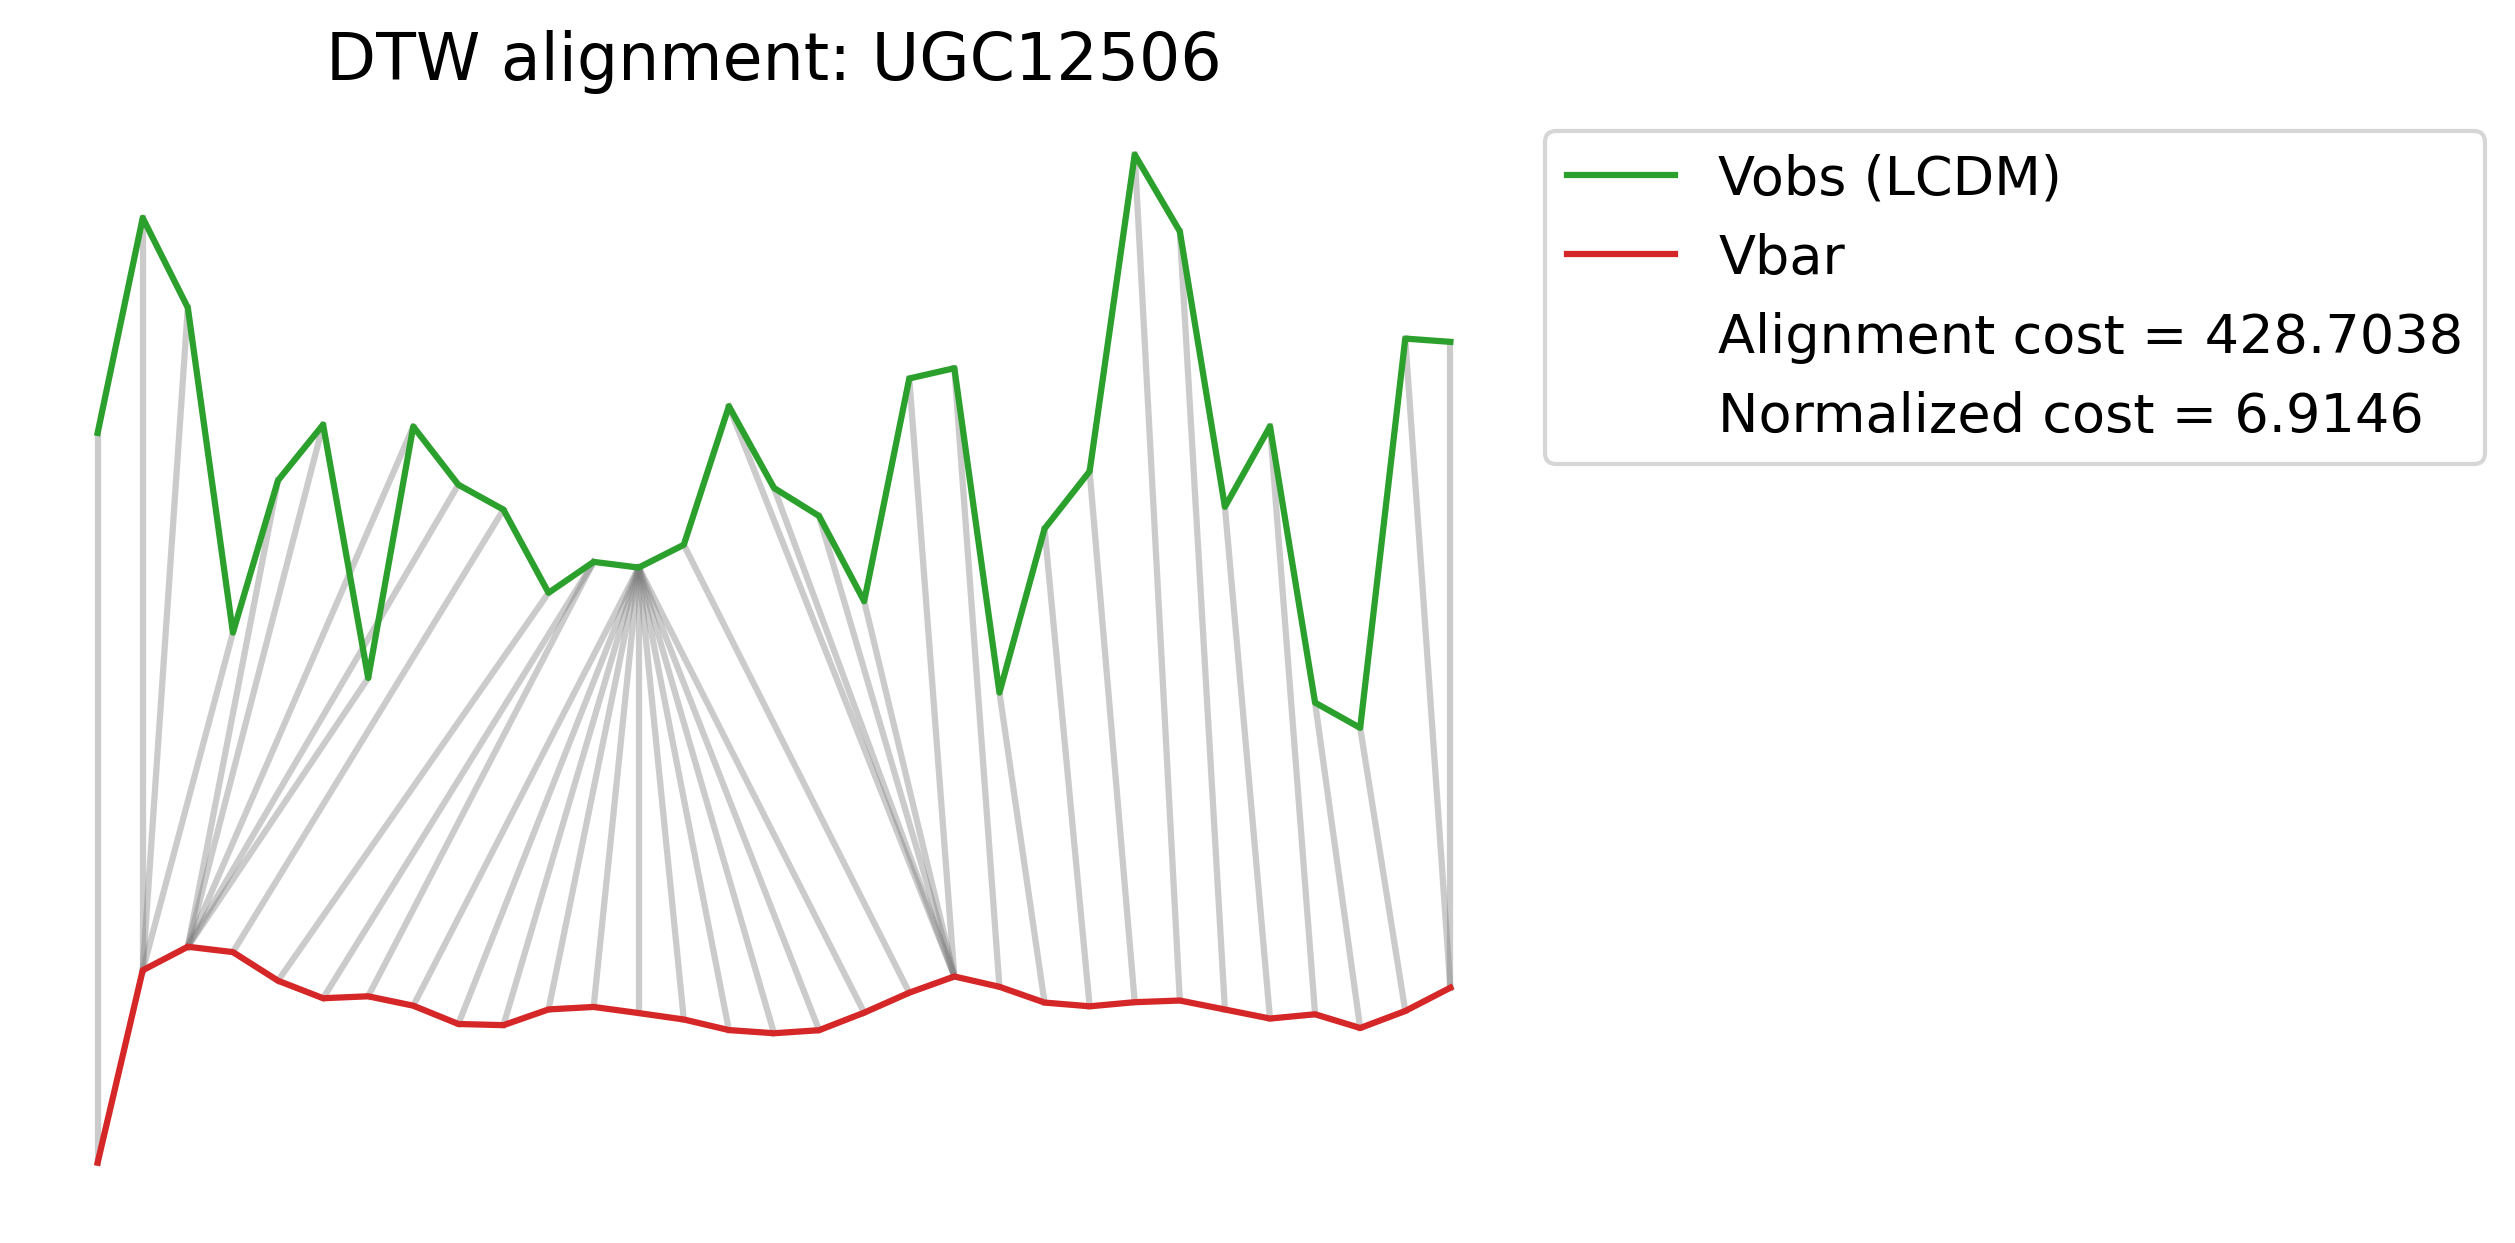 DTW alignment: UGC12506
Vobs (LCDM)
Vbar
Alignment cost = 428.7038
Normalized cost = 6.9146